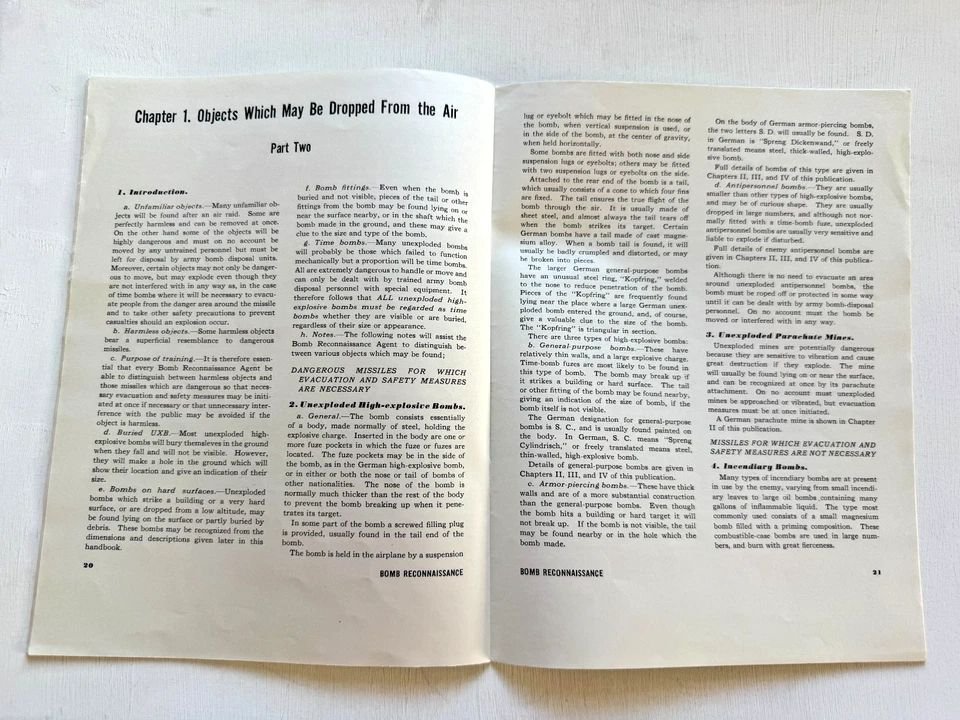 Chapter 1. Objects Which May Be Dropped From the Air
Part Two
1. Introduction.
a. Unfamiliar objects.—Many unfamiliar ob-
jects will be found after an air raid. Some are
perfectly harmless and can be removed at once.
On the other hand some of the objects will be
highly dangerous and must on no account be
moved by any untrained personnel but must be
left for disposal by army bomb disposal units.
Moreover, certain objects may not only be danger-
ous to move, but may explode even though they
are not interfered with in any way as, in the case
of time bombs where it will be necessary to evacu-
ate people from the danger area around the missile
and to take other safety precautions to prevent
casualties should an explosion occur.
b. Harmless objects.—Some harmless objects
bear a superficial resemblance to dangerous
missiles.
c. Purpose of training.—It is therefore essen-
tial that every Bomb Reconnaissance Agent be
able to distinguish between harmless objects and
those missiles which are dangerous so that neces-
sary evacuation and safety measures may be initi-
ated at once if necessary or that unnecessary inter-
ference with the public may be avoided if the
object is harmless.
d. Buried UXB.—Most unexploded high-
explosive bombs will bury themsleves in the ground
when they fall and will not be visible. However,
they will make a hole in the ground which will
show their location and give an indication of their
size.
e. Bombs on hard surfaces.—Unexploded
bombs which strike a building or a very hard
surface, or are dropped from a low altitude, may
be found lying on the surface or partly buried by
debris. These bombs may be recognized from the
dimensions and descriptions given later in this
handbook.
20
f. Bomb fittings.—Even when the bomb is
buried and not visible, pieces of the tail or other
fittings from the bomb may be found lying on or
near the surface nearby, or in the shaft which the
bomb made in the ground, and these may give a
clue to the size and type of the bomb.
g. Time bombs.—Many unexploded bombs
will probably be those which failed to function
mechanically but a proportion will be time bombs.
All are extremely dangerous to handle or move and
can only be dealt with by trained army bomb
disposal personnel with special equipment. It
therefore follows that ALL unexploded high-
explosive bombs must be regarded as time
bombs whether they are visible or are buried,
regardless of their size or appearance.
h. Notes.—The following notes will assist the
Bomb Reconnaissance Agent to distinguish be-
tween various objects which may be found;
DANGEROUS MISSILES FOR WHICH
EVACUATION AND SAFETY MEASURES
ARE NECESSARY
2. Unexploded High-explosive Bombs.
a. General.—The bomb consists essentially
of a body, made normally of steel, holding the
explosive charge. Inserted in the body are one or
more fuze pockets in which the fuze or fuzes are
located. The fuze pockets may be in the side of
the bomb, as in the German high-explosive bomb,
or in either or both the nose or tail of bombs of
other nationalities. The nose of the bomb is
normally much thicker than the rest of the body
to prevent the bomb breaking up when it pene-
trates its target.
In some part of the bomb a screwed filling plug
is provided, usually found in the tail end of the
bomb.
The bomb is held in the airplane by a suspension
BOMB RECONNAISSANCE
lug or eyebolt which may be fitted in the nose of
the bomb, when vertical suspension is used, or
in the side of the bomb, at the center of gravity,
when held horizontally.
Some bombs are fitted with both nose and side
suspension lugs or eyebolts; others may be fitted
with two suspension lugs or eyebolts on the side.
Attached to the rear end of the bomb is a tail,
which usually consists of a cone to which four fins
are fixed. The tail ensures the true flight of the
bomb through the air. It is usually made of
sheet steel, and almost always the tail tears off
when the bomb strikes its target. Certain
German bombs have a tail made of cast magne-
sium alloy. When a bomb tail is found, it will
usually be badly crumpled and distorted, or may
be broken into pieces.
The larger German general-purpose bombs
have an unusual steel ring, "Kopfring," welded
to the nose to reduce penetration of the bomb.
Pieces of the "Kopfring" are frequently found
lying near the place where a large German unex-
ploded bomb entered the ground, and, of course,
give a valuable clue to the size of the bomb.
The "Kopfring" is triangular in section.
There are three types of high-explosive bombs:
b. General-purpose bombs.—These have
relatively thin walls, and a large explosive charge.
Time-bomb fuzes are most likely to be found in
this type of bomb. The bomb may break up if
it strikes a building or hard surface. The tail
or other fitting of the bomb may be found nearby,
giving an indication of the size of bomb, if the
bomb itself is not visible.
The German designation for general-purpose
bombs is S. C., and is usually found painted on
the body. In German, S. C. means "Spreng
Cylindrisch," or freely translated means steel,
thin-walled, high-explosive bomb.
Details of general-purpose bombs are given in
Chapters II, III, and IV of this publication.
c. Armor-piercing bombs.—These have thick
walls and are of a more substantial construction
than the general-purpose bombs. Even though
the bomb hits a building or hard target it will
not break up. If the bomb is not visible, the tail
may be found nearby or in the hole which the
bomb made.
BOMB RECONNAISSANCE
On the body of German armor-piercing bombs,
the two letters S. D. will usually be found. S. D.
in German is "Spreng Dickenwand," or freely
translated means steel, thick-walled, high-explo-
sive bomb.
Full details of bombs of this type are given in
Chapters II, III, and IV of this publication.
d. Antipersonnel bombs.—They are usually
smaller than other types of high-explosive bombs,
and may be of curious shape. They are usually
dropped in large numbers, and although not nor-
mally fitted with a time-bomb fuze, unexploded
antipersonnel bombs are usually very sensitive and
liable to explode if disturbed.
Full details of enemy antipersonnel bombs are
given in Chapters II, III, and IV of this publica-
tion.
Although there is no need to evacuate an area
around unexploded antipersonnel bombs, the
bomb must be roped off or protected in some way
until it can be dealt with by army bomb-disposal
personnel. On no account must the bomb be
moved or interfered with in any way.
3. Unexploded Parachute Mines.
Unexploded mines are potentially dangerous
because they are sensitive to vibration and cause
great destruction if they explode. The mine
will usually be found lying on or near the surface,
and can be recognized at once by its parachute
attachment. On no account must unexploded
mines be approached or vibrated, but evacuation
measures must be at once initiated.
A German parachute mine is shown in Chapter
II of this publication.
MISSILES FOR WHICH EVACUATION AND
SAFETY MEASURES ARE NOT NECESSARY
4. Incendiary Bombs.
Many types of incendiary bombs are at present
in use by the enemy, varying from small incendi-
ary leaves to large oil bombs containing many
gallons of inflammable liquid. The type most
commonly used consists of a small magnesium
bomb filled with a priming composition. These
combustible-case bombs are used in large num-
bers, and burn with great fierceness.
21